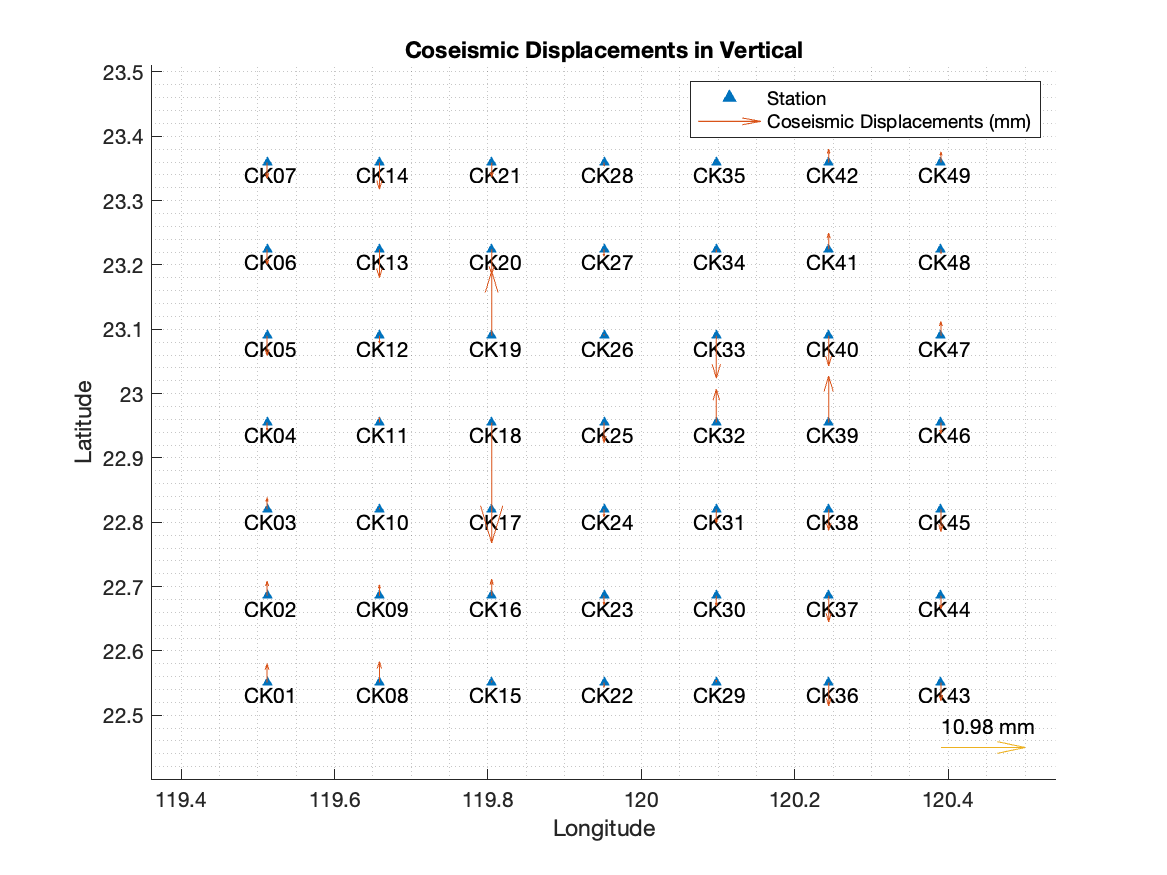 Coseismic Displacements in Vertical
Station
Coseismic Displacements (mm)
23.5
23.4
23.3
23.2
23.1
23
22.9
22.8
22.7
22.6
22.5
Latitude
CK07 CK14 CK21 CK28 CK35 CK42 CK49
CK06 CK13 CK20 CK27 CK34 CK41 CK48
CK05 CK12 CK19 CK26 CK33 CK40 CK47
CK04 CK11 CK18 CK25 CK32 CK39 CK46
CK03 CK10 CK17 CK24 CK31 CK38 CK45
CK02 CK09 CK16 CK23 CK30 CK37 CK44
CK01 CK08 CK15 CK22 CK29 CK36 CK43
10.98 mm
119.4 119.6 119.8 120 120.2 120.4
Longitude